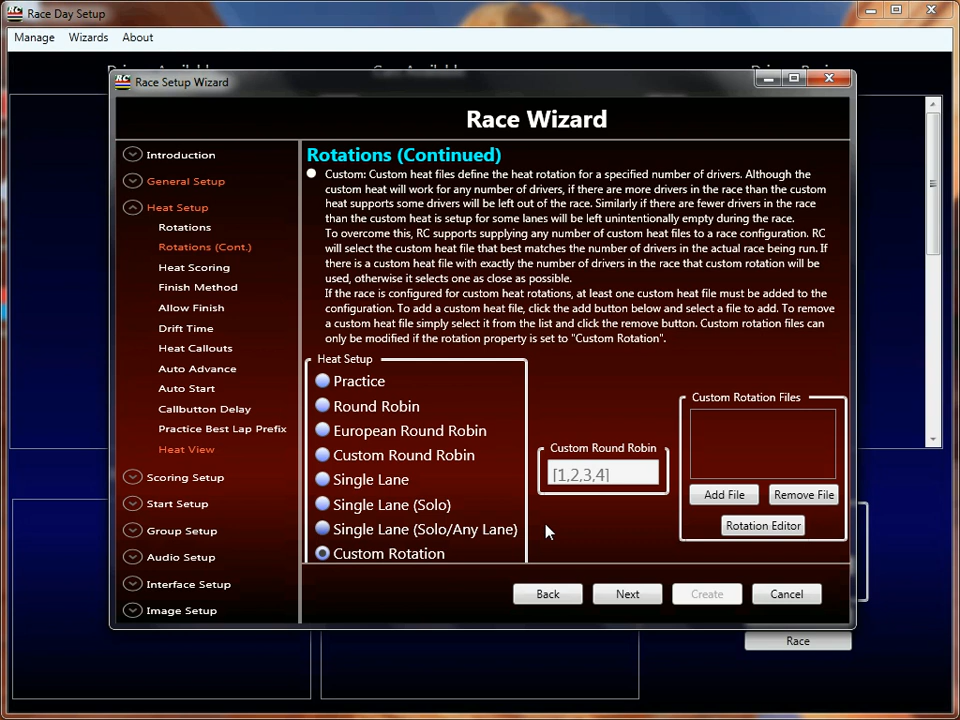 Race Day Setup
Manage Wizards About
Race Setup Wizard
Race Wizard
Introduction
General Setup
Heat Setup
Rotations
Rotations (Cont.)
Heat Scoring
Finish Method
Allow Finish
Drift Time
Heat Callouts
Auto Advance
Auto Start
Callbutton Delay
Practice Best Lap Prefix
Heat View
Scoring Setup
Start Setup
Group Setup
Audio Setup
Interface Setup
Image Setup
Rotations (Continued)
Custom: Custom heat files define the heat rotation for a specified number of drivers. Although the
custom heat will work for any number of drivers, if there are more drivers in the race than the custom
heat supports some drivers will be left out of the race. Similarly if there are fewer drivers in the race
than the custom heat is setup for some lanes will be left unintentionally empty during the race.
To overcome this, RC supports supplying any number of custom heat files to a race configuration. RC
will select the custom heat file that best matches the number of drivers in the actual race being run. If
there is a custom heat file with exactly the number of drivers in the race that custom rotation will be
used, otherwise it selects one as close as possible.
If the race is configured for custom heat rotations, at least one custom heat file must be added to the
configuration. To add a custom heat file, click the add button below and select a file to add. To remove
a custom heat file simply select it from the list and click the remove button. Custom rotation files can
only be modified if the rotation property is set to "Custom Rotation".
Heat Setup
Practice
Round Robin
European Round Robin
Custom Round Robin
Single Lane
Single Lane (Solo)
Single Lane (Solo/Any Lane)
Custom Rotation
Custom Round Robin
[1,2,3,4]
Custom Rotation Files
Add File Remove File
Rotation Editor
Back Next Create Cancel
Race